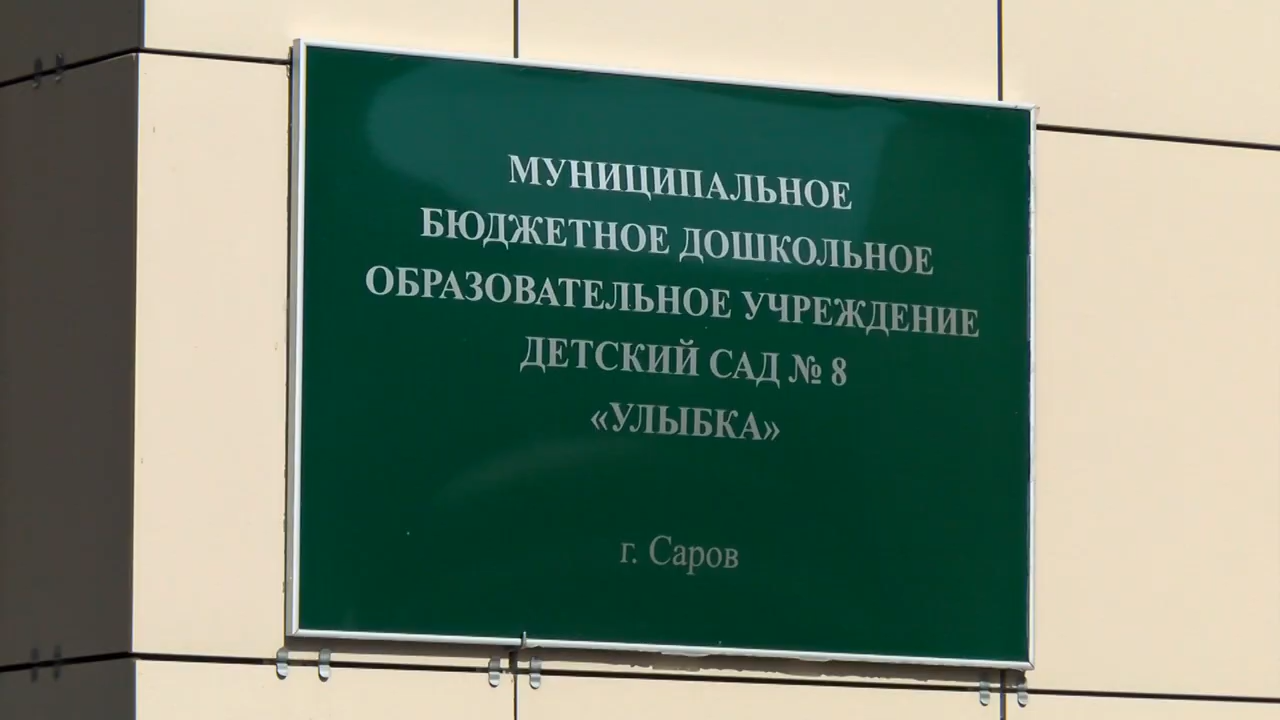 МУНИЦИПАЛЬНОЕ
БЮДЖЕТНОЕ ДОШКОЛЬНОЕ
ОБРАЗОВАТЕЛЬНОЕ УЧРЕЖДЕНИЕ
ДЕТСКИЙ САД № 8
«УЛЫБКА»
г. Саров